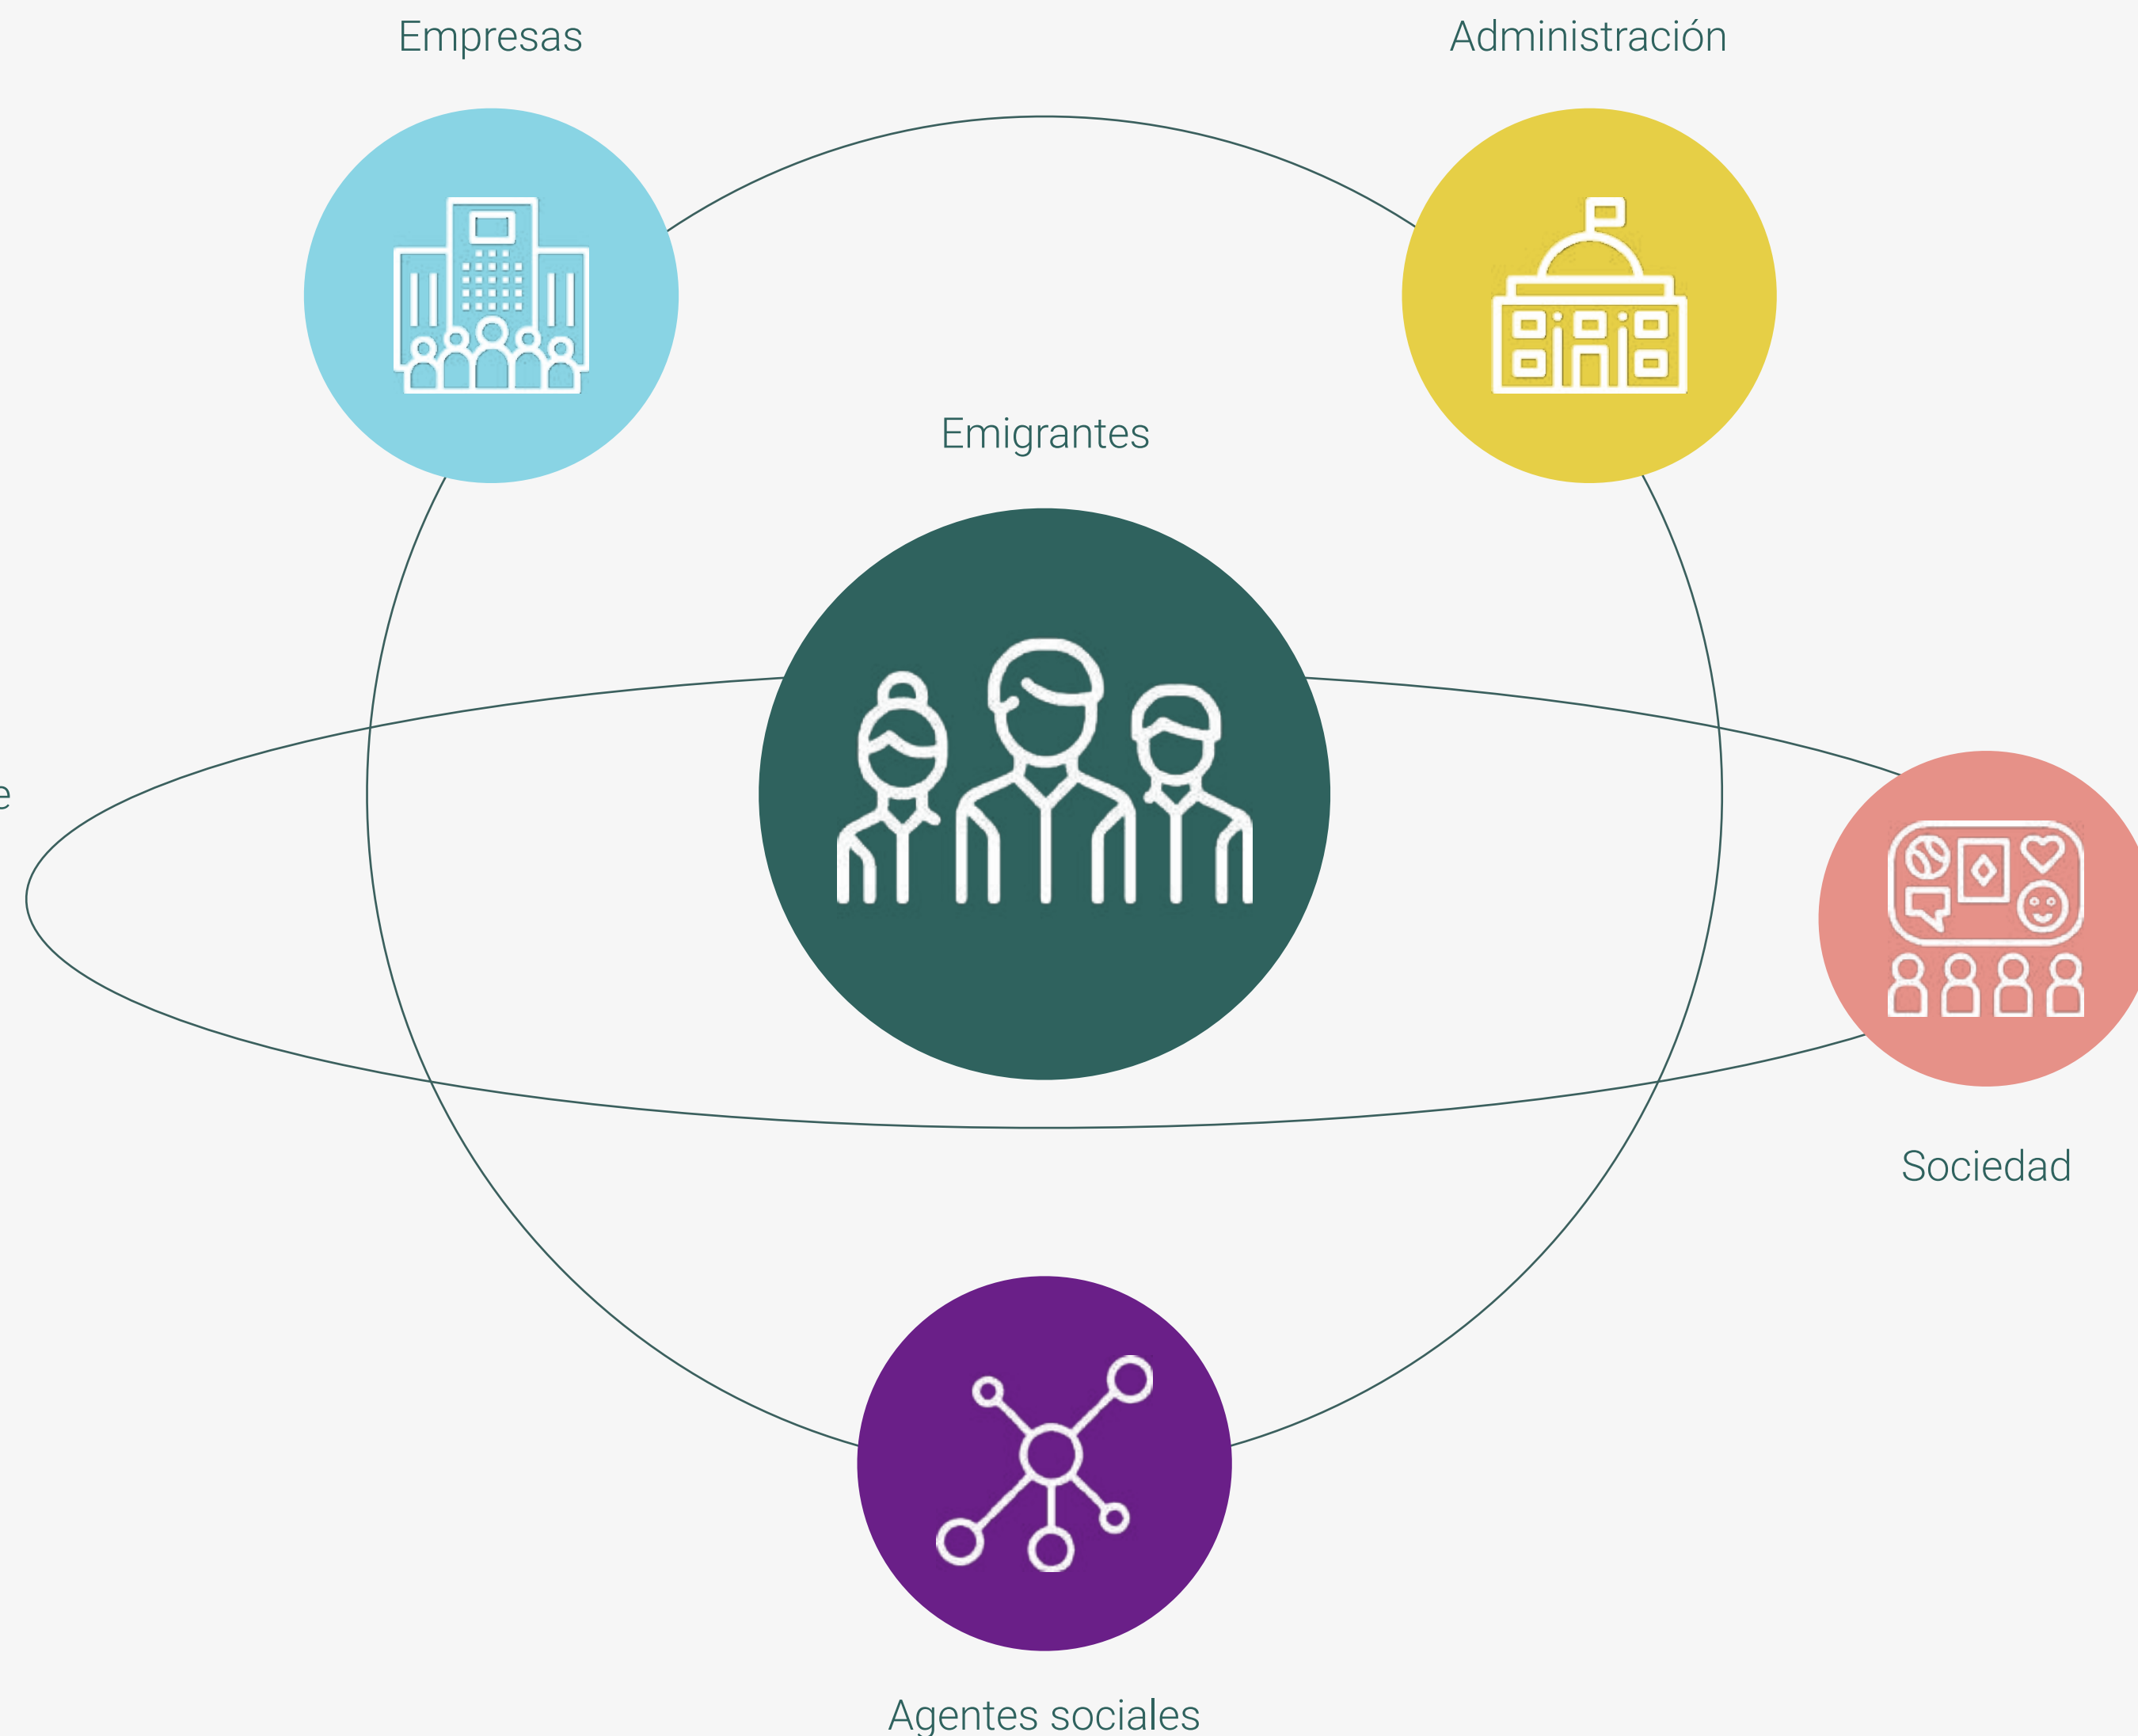 Empresas
Administración
Emigrantes
Sociedad
Agentes sociales